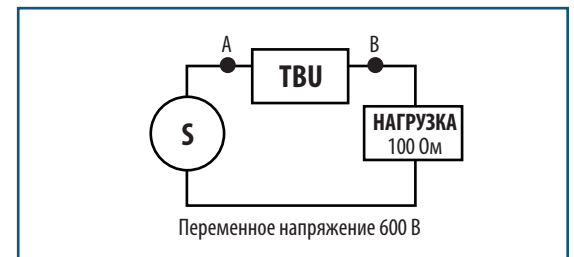 A
B
TBU
S
НАГРУЗКА
100 Ом
Переменное напряжение 600 В